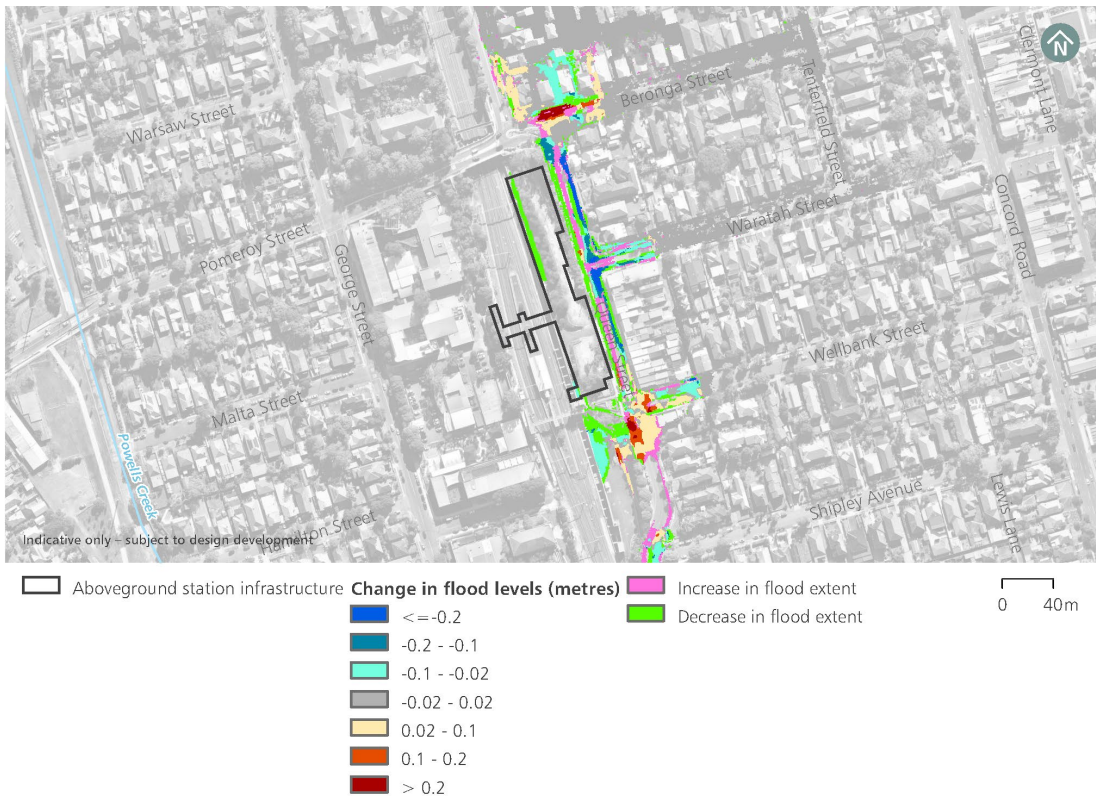 N
Clermont Lane
Tenterfield Street
Beronga Street
Warsaw Street
Concord Road
Waratah Street
Pomeroy Street
George Street
Queen Street
Wellbank Street
Malta Street
Powells Creek
Shipley Avenue
Lewis Lane
Hamilton Street
Indicative only – subject to design development
Aboveground station infrastructure
Change in flood levels (metres)
<=-0.2
-0.2 - -0.1
-0.1 - -0.02
-0.02 - 0.02
0.02 - 0.1
0.1 - 0.2
> 0.2
Increase in flood extent
Decrease in flood extent
0 40m